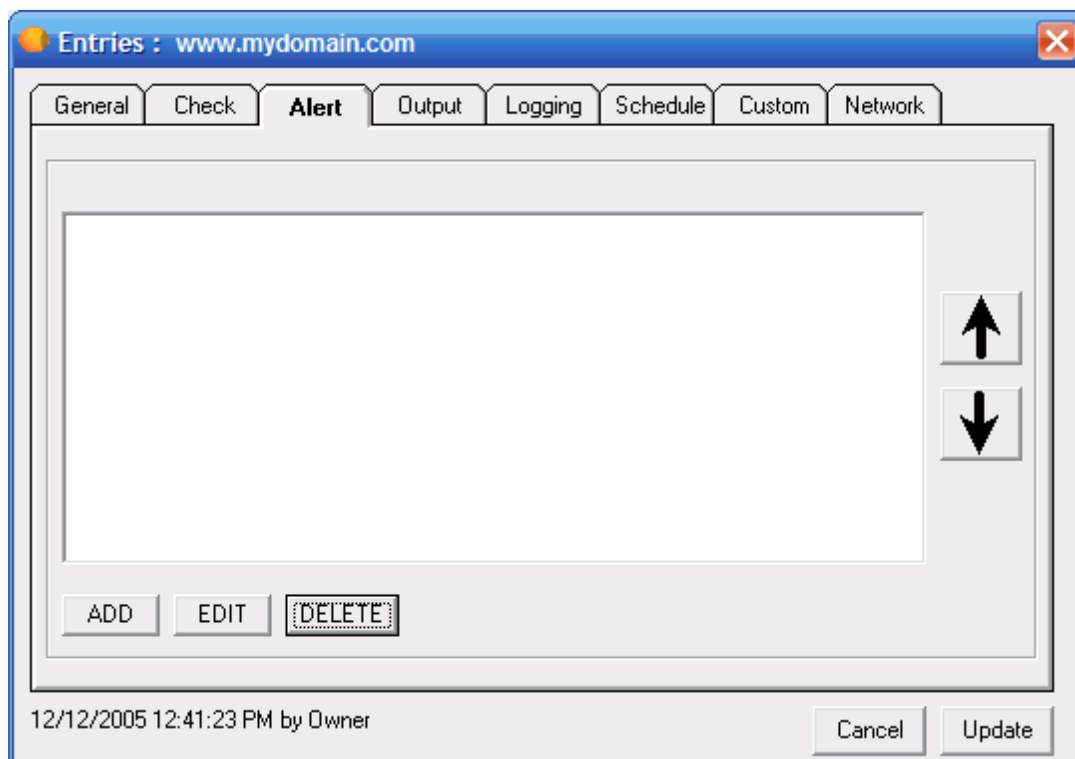 Entries : www.mydomain.com
General Check Alert Output Logging Schedule Custom Network
ADD EDIT DELETE
12/12/2005 12:41:23 PM by Owner
Cancel Update